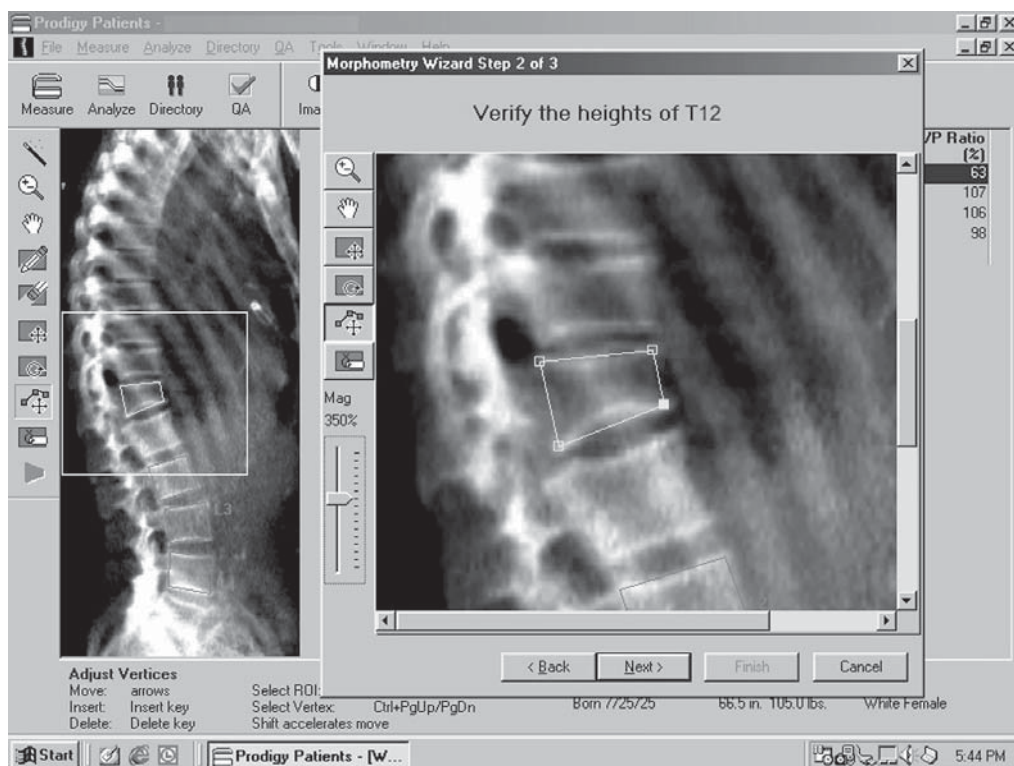 Prodigy Patients -
File Measure Analyze Directory QA Tools Window Help
Measure Analyze Directory QA Ima
Morphometry Wizard Step 2 of 3
Verify the heights of T12
/P Ratio
(%)
63
107
106
98
Mag
350%
L3
< Back Next > Finish Cancel
Adjust Vertices
Move: arrows Select ROI:
Insert: Insert key Select Vertex: Ctrl+PgUp/PgDn Born 7/25/25 66.5 in. 105.0 lbs. White Female
Delete: Delete key Shift accelerates move
Start Prodigy Patients - [W... 5:44 PM